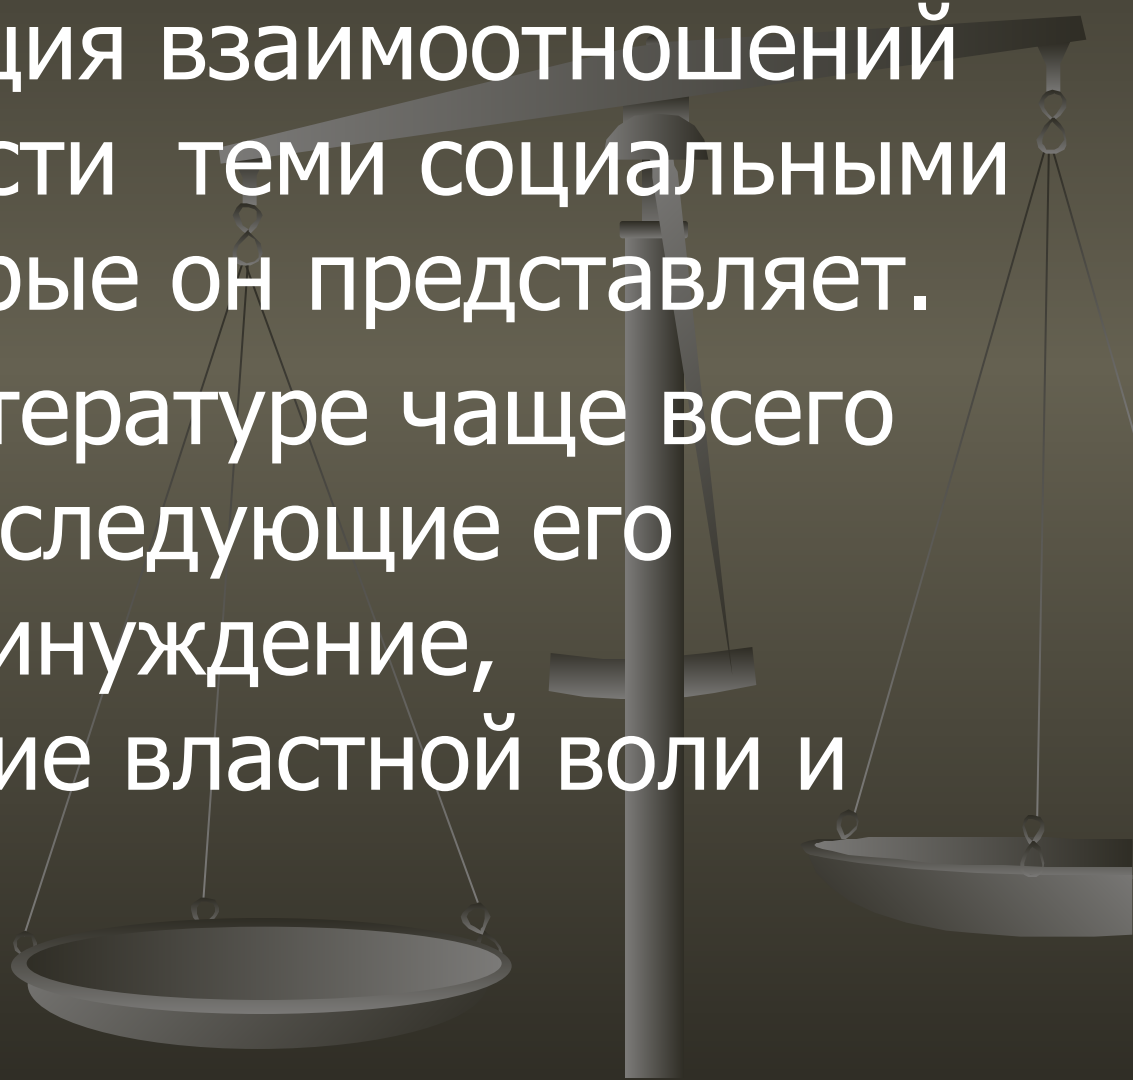 ция взаимоотношений
сти теми социальными
рые он представляет.
тературе чаще всего
следующие его
инуждение,
ие властной воли и